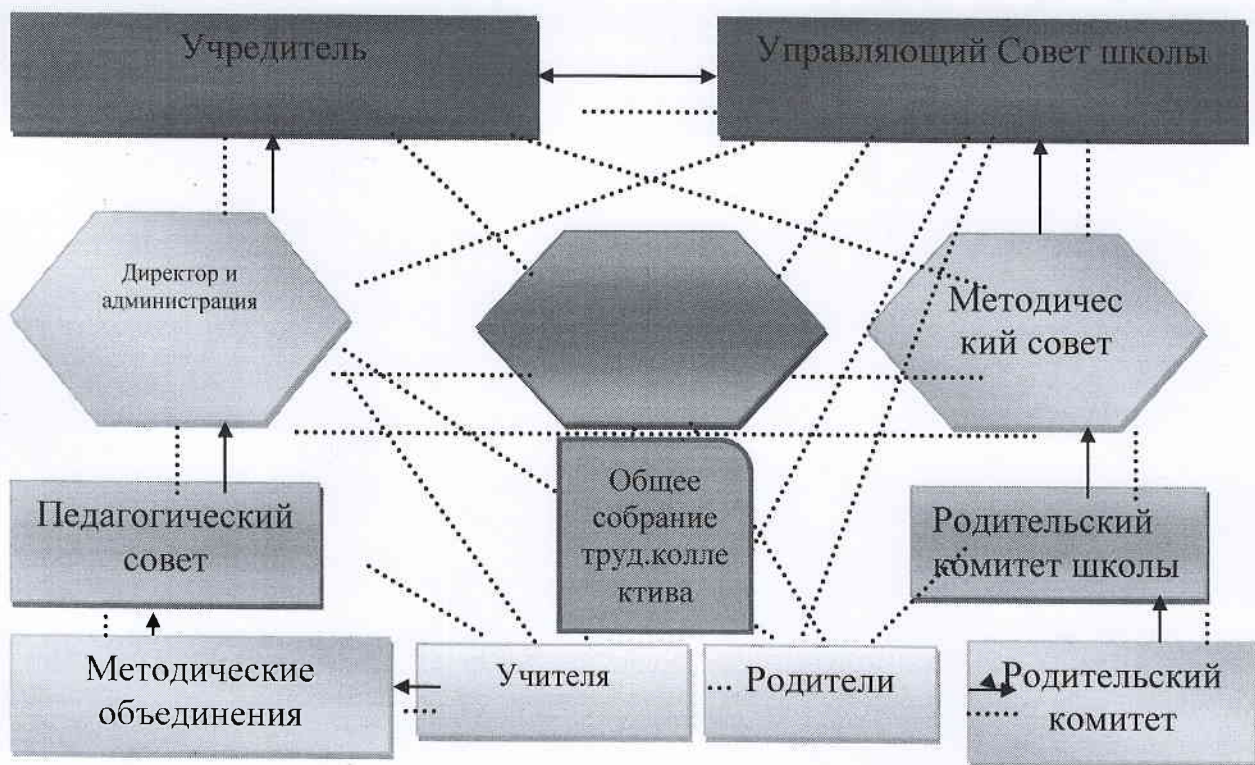 Учредитель
Управляющий Совет школы
Директор и
администрация
Методичес
кий совет
Общее
собрание
труд.колле
ктива
Педагогический
совет
Родительский
комитет школы
Методические
объединения
Учителя
Родители
Родительский
комитет